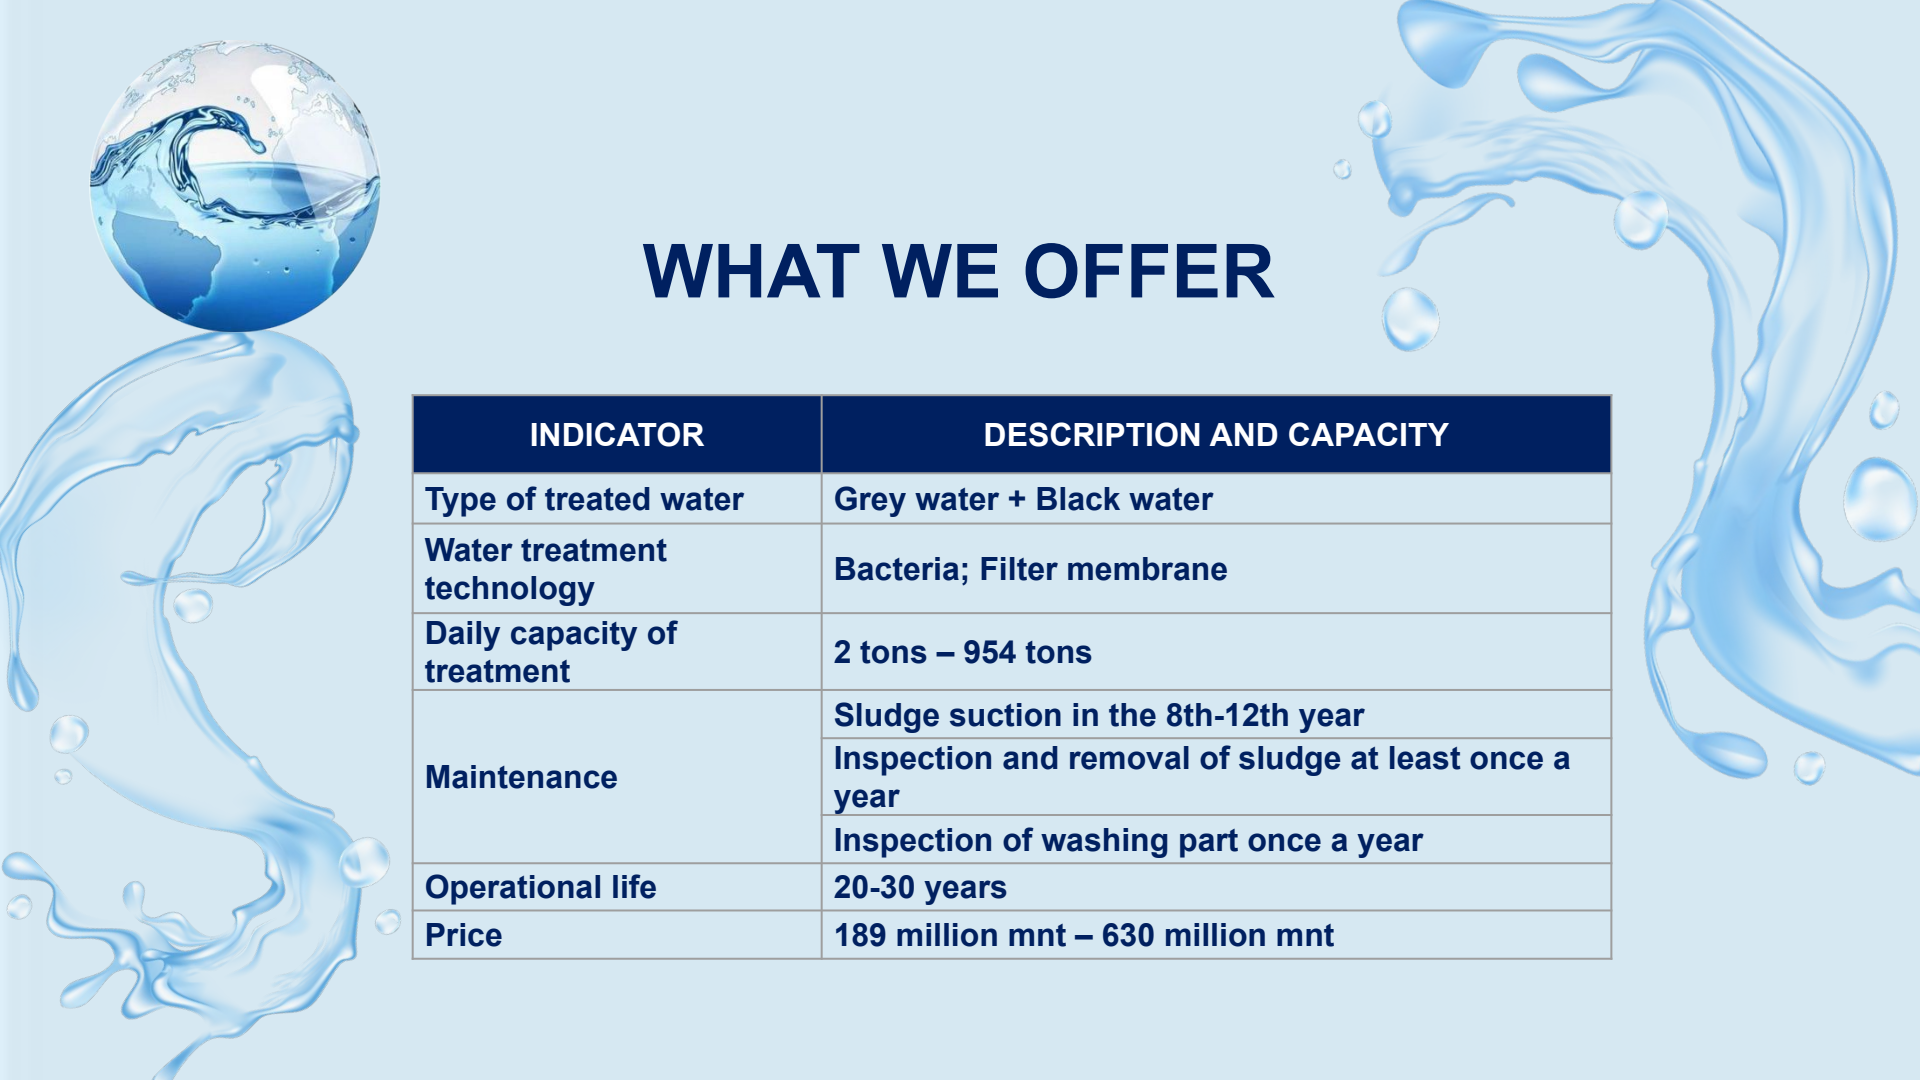 WHAT WE OFFER
INDICATOR
DESCRIPTION AND CAPACITY
Type of treated water
Grey water + Black water
Water treatment
technology
Bacteria; Filter membrane
Daily capacity of
treatment
2 tons – 954 tons
Maintenance
Sludge suction in the 8th-12th year
Inspection and removal of sludge at least once a
year
Inspection of washing part once a year
Operational life
20-30 years
Price
189 million mnt – 630 million mnt